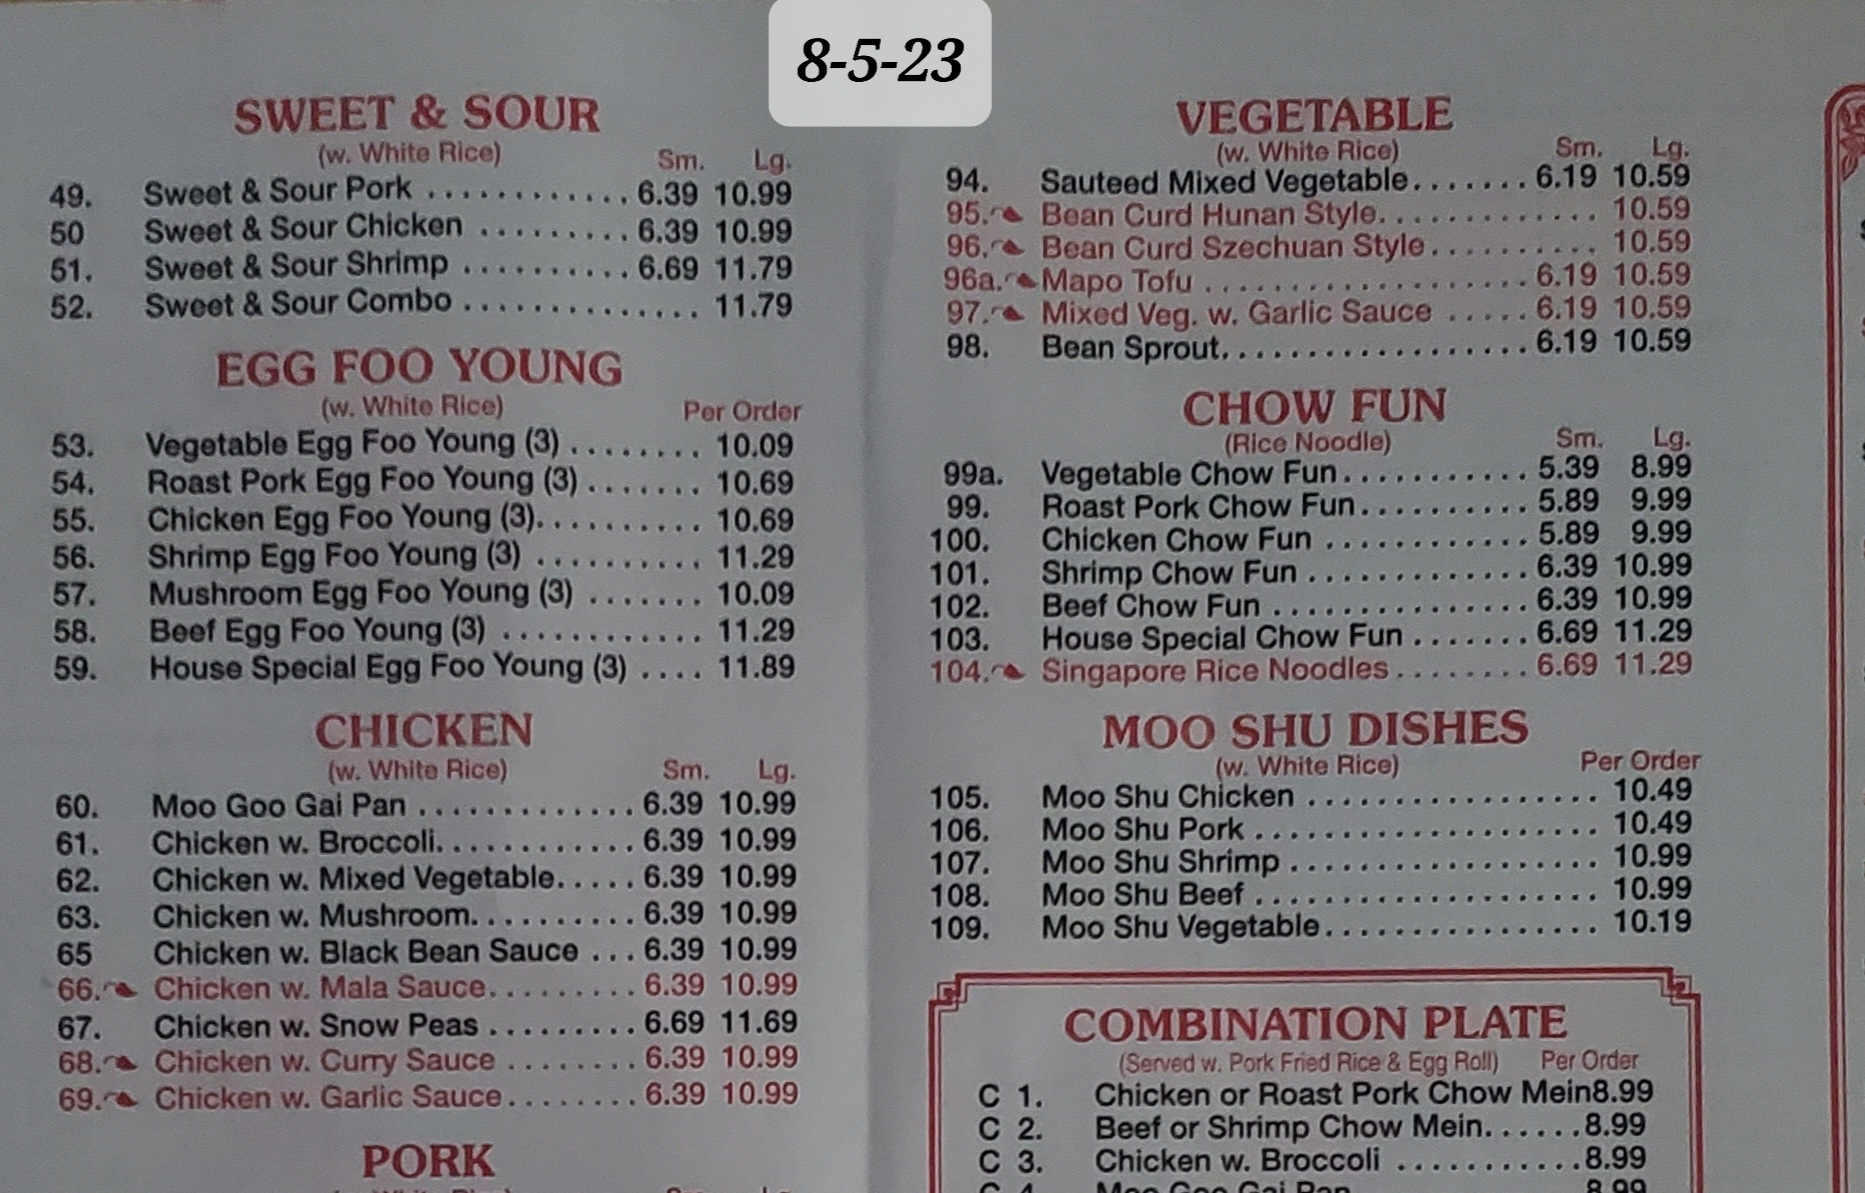 8-5-23
SWEET & SOUR
(w. White Rice) Sm. Lg.
49. Sweet & Sour Pork ............ 6.39 10.99
50 Sweet & Sour Chicken ......... 6.39 10.99
51. Sweet & Sour Shrimp .......... 6.69 11.79
52. Sweet & Sour Combo .............. 11.79
EGG FOO YOUNG
(w. White Rice) Per Order
53. Vegetable Egg Foo Young (3) ........ 10.09
54. Roast Pork Egg Foo Young (3) ....... 10.69
55. Chicken Egg Foo Young (3).......... 10.69
56. Shrimp Egg Foo Young (3) .......... 11.29
57. Mushroom Egg Foo Young (3) ....... 10.09
58. Beef Egg Foo Young (3) ............ 11.29
59. House Special Egg Foo Young (3) .... 11.89
CHICKEN
(w. White Rice) Sm. Lg.
60. Moo Goo Gai Pan ............. 6.39 10.99
61. Chicken w. Broccoli............ 6.39 10.99
62. Chicken w. Mixed Vegetable..... 6.39 10.99
63. Chicken w. Mushroom.......... 6.39 10.99
65 Chicken w. Black Bean Sauce ... 6.39 10.99
66. Chicken w. Mala Sauce......... 6.39 10.99
67. Chicken w. Snow Peas ......... 6.69 11.69
68. Chicken w. Curry Sauce ........ 6.39 10.99
69. Chicken w. Garlic Sauce........ 6.39 10.99
PORK
(w. White Rice) Sm. Lg.
VEGETABLE
(w. White Rice) Sm. Lg.
94. Sauteed Mixed Vegetable....... 6.19 10.59
95. Bean Curd Hunan Style............. 10.59
96. Bean Curd Szechuan Style.......... 10.59
96a. Mapo Tofu ................... 6.19 10.59
97. Mixed Veg. w. Garlic Sauce ..... 6.19 10.59
98. Bean Sprout.................. 6.19 10.59
CHOW FUN
(Rice Noodle) Sm. Lg.
99a. Vegetable Chow Fun........... 5.39 8.99
99. Roast Pork Chow Fun.......... 5.89 9.99
100. Chicken Chow Fun ............ 5.89 9.99
101. Shrimp Chow Fun ............. 6.39 10.99
102. Beef Chow Fun ............... 6.39 10.99
103. House Special Chow Fun ....... 6.69 11.29
104. Singapore Rice Noodles ........ 6.69 11.29
MOO SHU DISHES
(w. White Rice) Per Order
105. Moo Shu Chicken .................. 10.49
106. Moo Shu Pork ..................... 10.49
107. Moo Shu Shrimp ................... 10.99
108. Moo Shu Beef ..................... 10.99
109. Moo Shu Vegetable................. 10.19
COMBINATION PLATE
(Served w. Pork Fried Rice & Egg Roll) Per Order
C 1. Chicken or Roast Pork Chow Mein8.99
C 2. Beef or Shrimp Chow Mein......8.99
C 3. Chicken w. Broccoli ...........8.99
C 4. Moo Goo Gai Pan 8.99